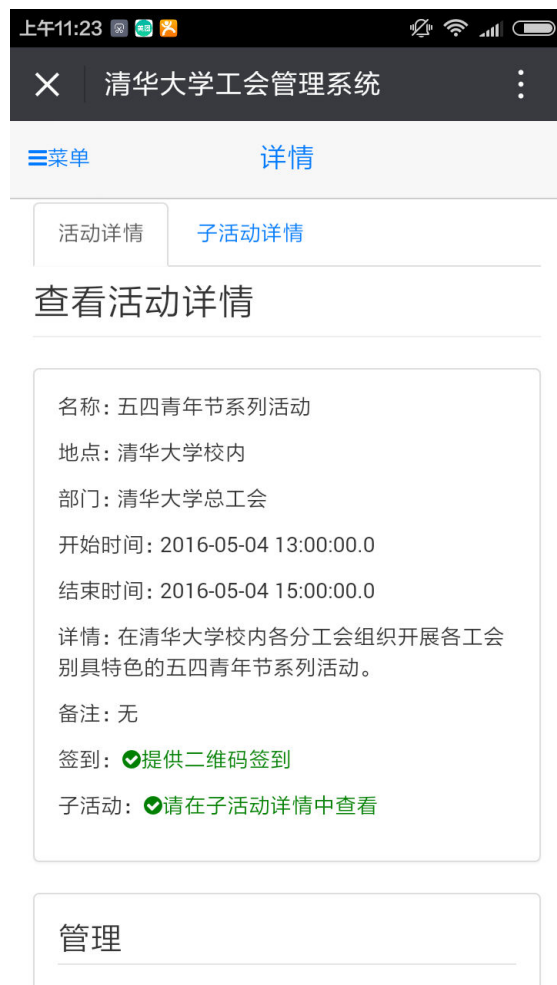 上午11:23
清华大学工会管理系统
菜单
详情
活动详情
子活动详情
查看活动详情
名称：五四青年节系列活动
地点：清华大学校内
部门：清华大学总工会
开始时间：2016-05-04 13:00:00.0
结束时间：2016-05-04 15:00:00.0
详情：在清华大学校内各分工会组织开展各工会
别具特色的五四青年节系列活动。
备注：无
签到：提供二维码签到
子活动：请在子活动详情中查看
管理